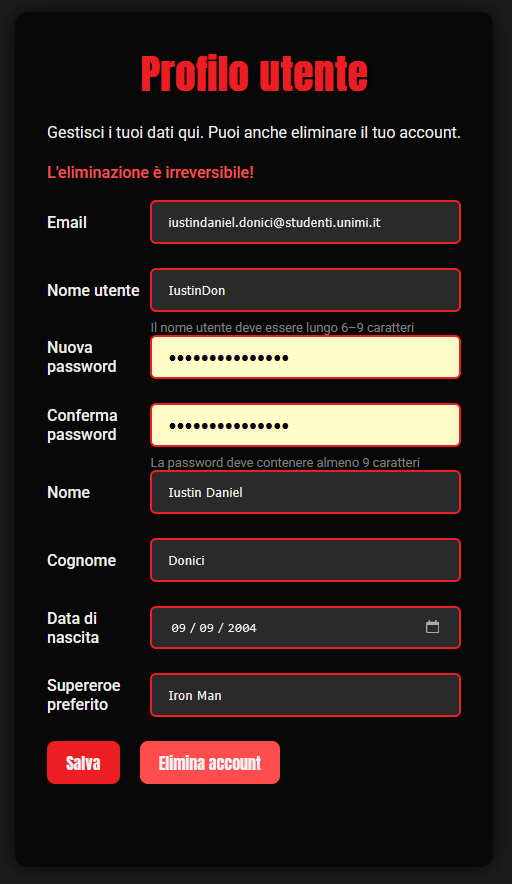 Profilo utente
Gestisci i tuoi dati qui. Puoi anche eliminare il tuo account.
L'eliminazione è irreversibile!
Email
iustindaniel.donici@studenti.unimi.it
Nome utente
IustinDon
Il nome utente deve essere lungo 6–9 caratteri
Nuova
password
•••••••••••••••
Conferma
password
•••••••••••••••
La password deve contenere almeno 9 caratteri
Nome
Iustin Daniel
Cognome
Donici
Data di
nascita
09 / 09 / 2004
Supereroe
preferito
Iron Man
Salva
Elimina account